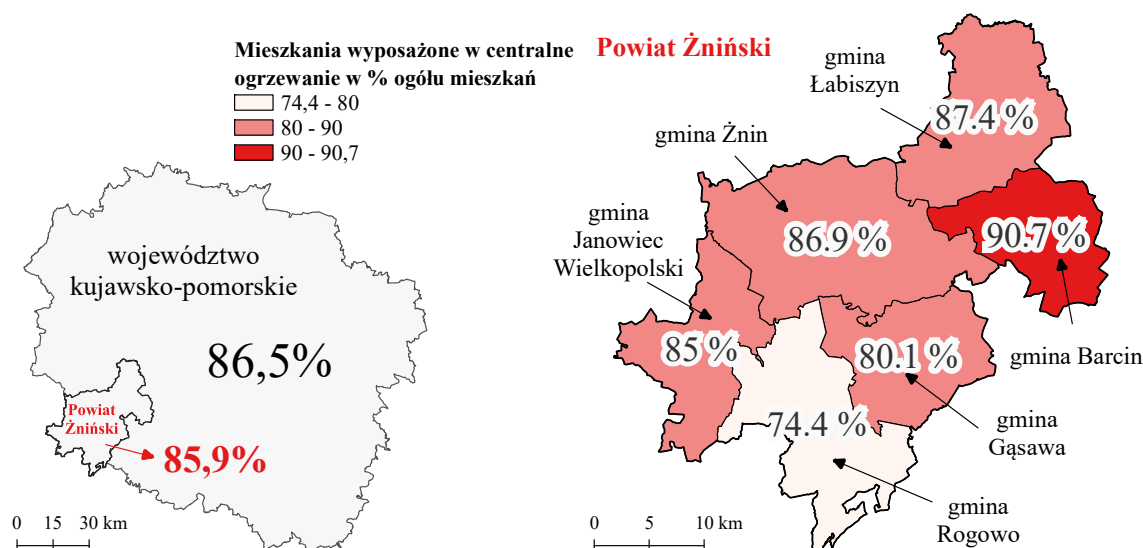 Mieszkania wyposażone w centralne
ogrzewanie w % ogółu mieszkań
74,4 - 80
80 - 90
90 - 90,7
województwo
kujawsko-pomorskie
86,5%
Powiat
Żniński
85,9%
0 15 30 km
Powiat Żniński
gmina
Łabiszyn
87.4 %
gmina Żnin
86.9 %
gmina
Janowiec
Wielkopolski
85 %
90.7 %
gmina Barcin
80.1 %
gmina
Gąsawa
74.4 %
gmina
Rogowo
0 5 10 km